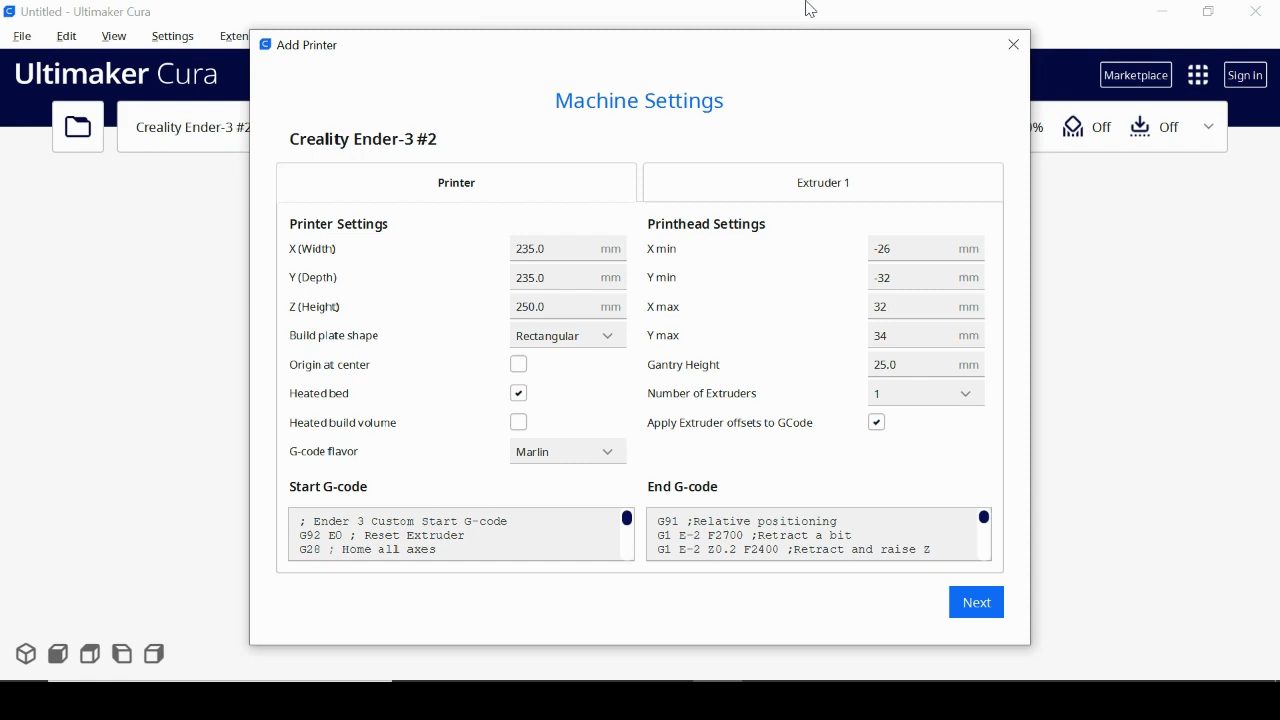 Untitled - Ultimaker Cura
File Edit View Settings Exten
Add Printer
Ultimaker Cura
Marketplace
Sign in
Machine Settings
Creality Ender-3 #2
% Off Off
Creality Ender-3 #2
Printer
Extruder 1
Printer Settings
X (Width) 235.0 mm
Y (Depth) 235.0 mm
Z (Height) 250.0 mm
Build plate shape Rectangular
Origin at center
Heated bed
Heated build volume
G-code flavor Marlin
Printhead Settings
X min -26 mm
Y min -32 mm
X max 32 mm
Y max 34 mm
Gantry Height 25.0 mm
Number of Extruders 1
Apply Extruder offsets to GCode
Start G-code
; Ender 3 Custom Start G-code
G92 E0 ; Reset Extruder
G28 ; Home all axes
End G-code
G91 ;Relative positioning
G1 E-2 F2700 ;Retract a bit
G1 E-2 Z0.2 F2400 ;Retract and raise Z
Next